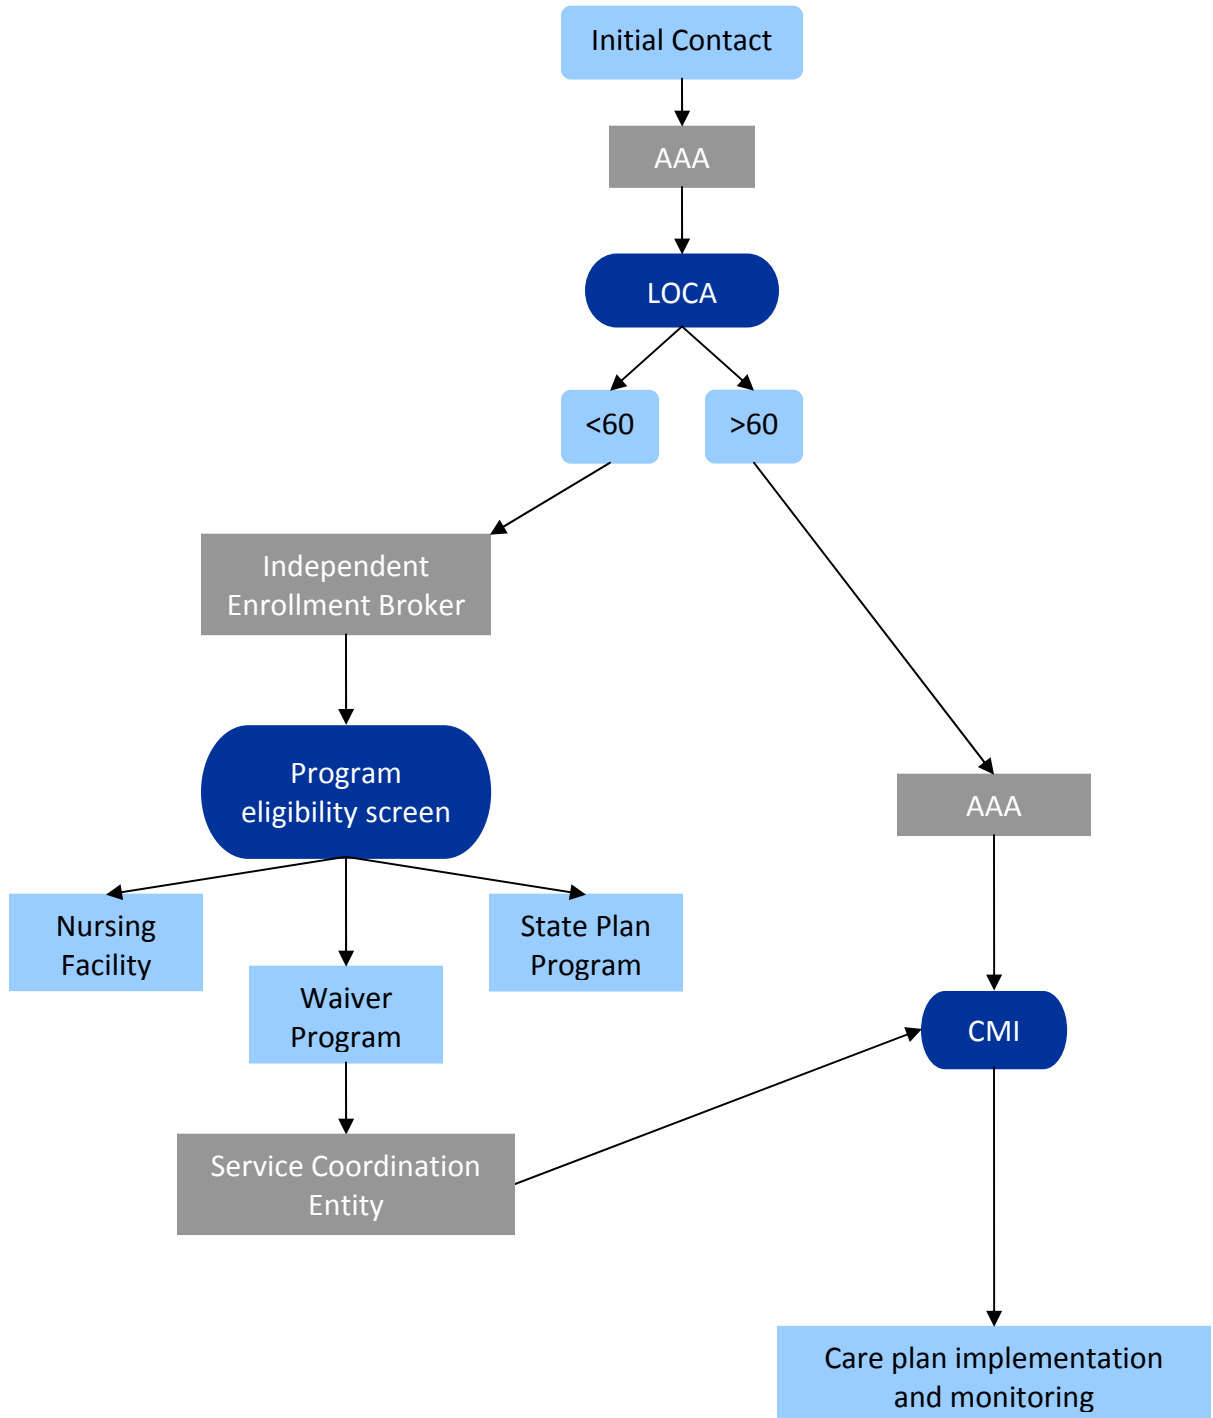 Initial Contact
AAA
LOCA
<60
>60
Independent
Enrollment Broker
Program
eligibility screen
AAA
Nursing
Facility
State Plan
Program
Waiver
Program
CMI
Service Coordination
Entity
Care plan implementation
and monitoring